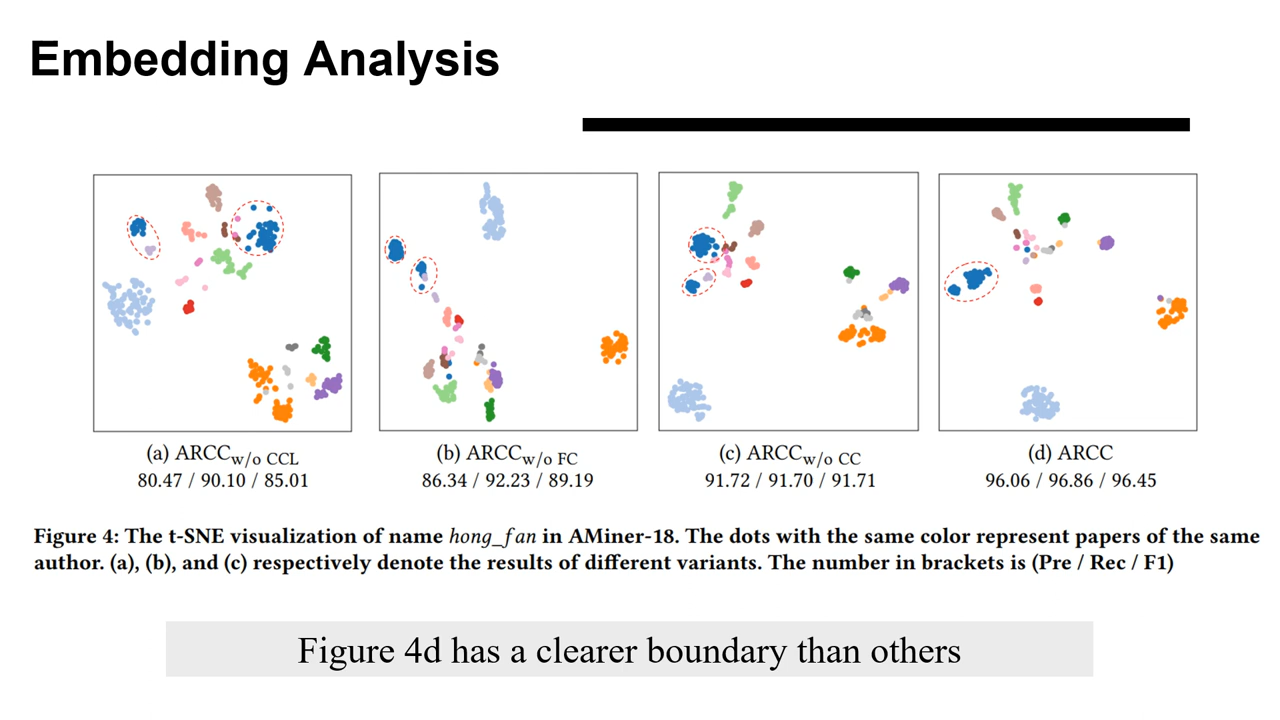 Embedding Analysis
(a) ARCCw/o CCL
80.47 / 90.10 / 85.01
(b) ARCCw/o FC
86.34 / 92.23 / 89.19
(c) ARCCw/o CC
91.72 / 91.70 / 91.71
(d) ARCC
96.06 / 96.86 / 96.45
Figure 4: The t-SNE visualization of name hong_fan in AMiner-18. The dots with the same color represent papers of the same
author. (a), (b), and (c) respectively denote the results of different variants. The number in brackets is (Pre / Rec / F1)
Figure 4d has a clearer boundary than others